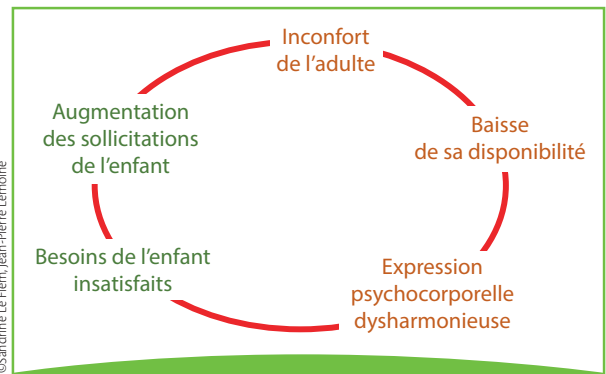 Inconfort
de l'adulte
Baisse
de sa disponibilité
Expression
psychocorporelle
dysharmonieuse
Besoins de l'enfant
insatisfaits
Augmentation
des sollicitations
de l'enfant
©Sandrine Le Fierri, Jean-Pierre Lemoine